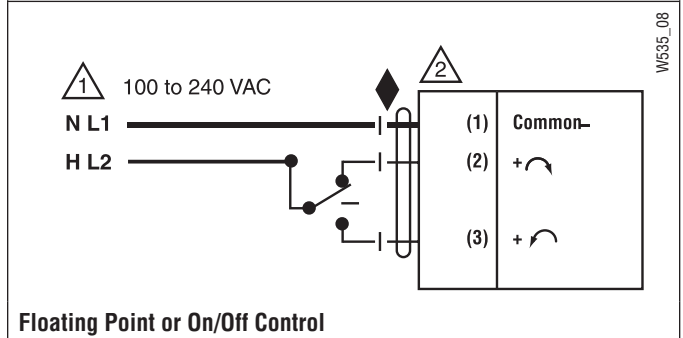 W535_08
1 100 to 240 VAC
2
N L1
H L2
(1) Common–
(2) +
(3) +
Floating Point or On/Off Control